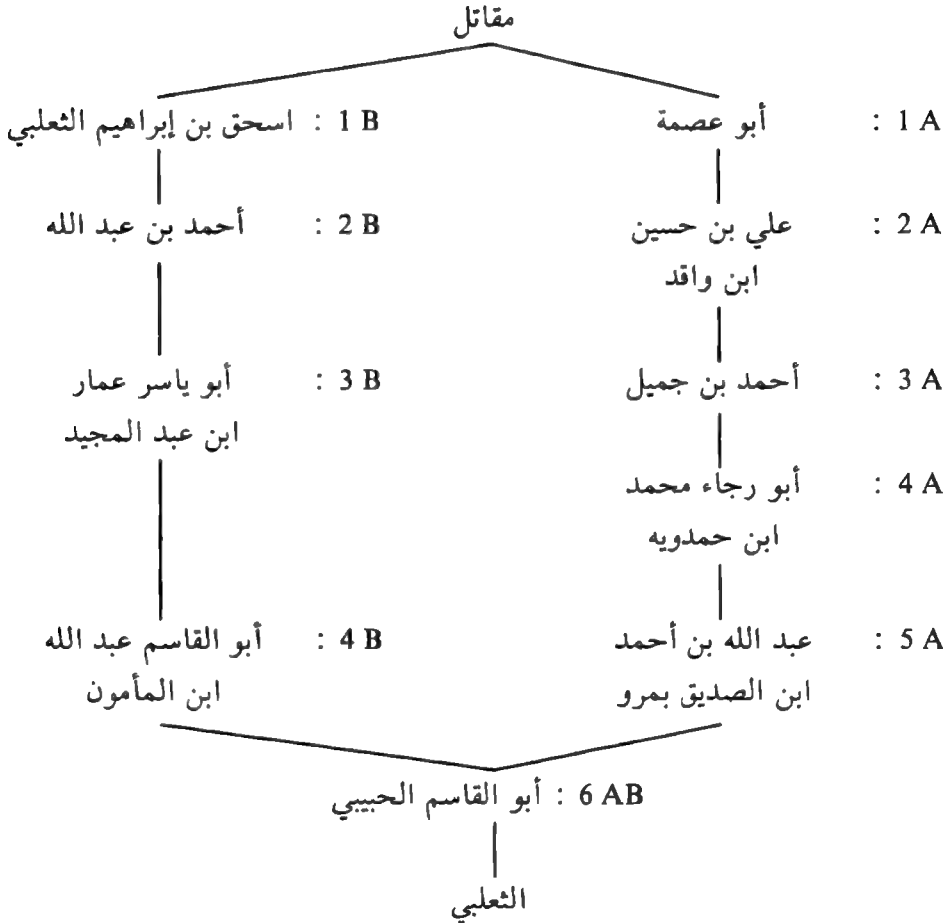 مقاتل
1 A : أبو عصمة
1 B : اسحق بن إبراهيم الثعلبي
2 A : علي بن حسين
ابن واقد
2 B : أحمد بن عبد الله
3 A : أحمد بن جميل
3 B : أبو ياسر عمار
ابن عبد المجيد
4 A : أبو رجاء محمد
ابن حمدويه
5 A : عبد الله بن أحمد
ابن الصديق بمرو
4 B : أبو القاسم عبد الله
ابن المأمون
6 AB : أبو القاسم الحبيبي
الثعلبي